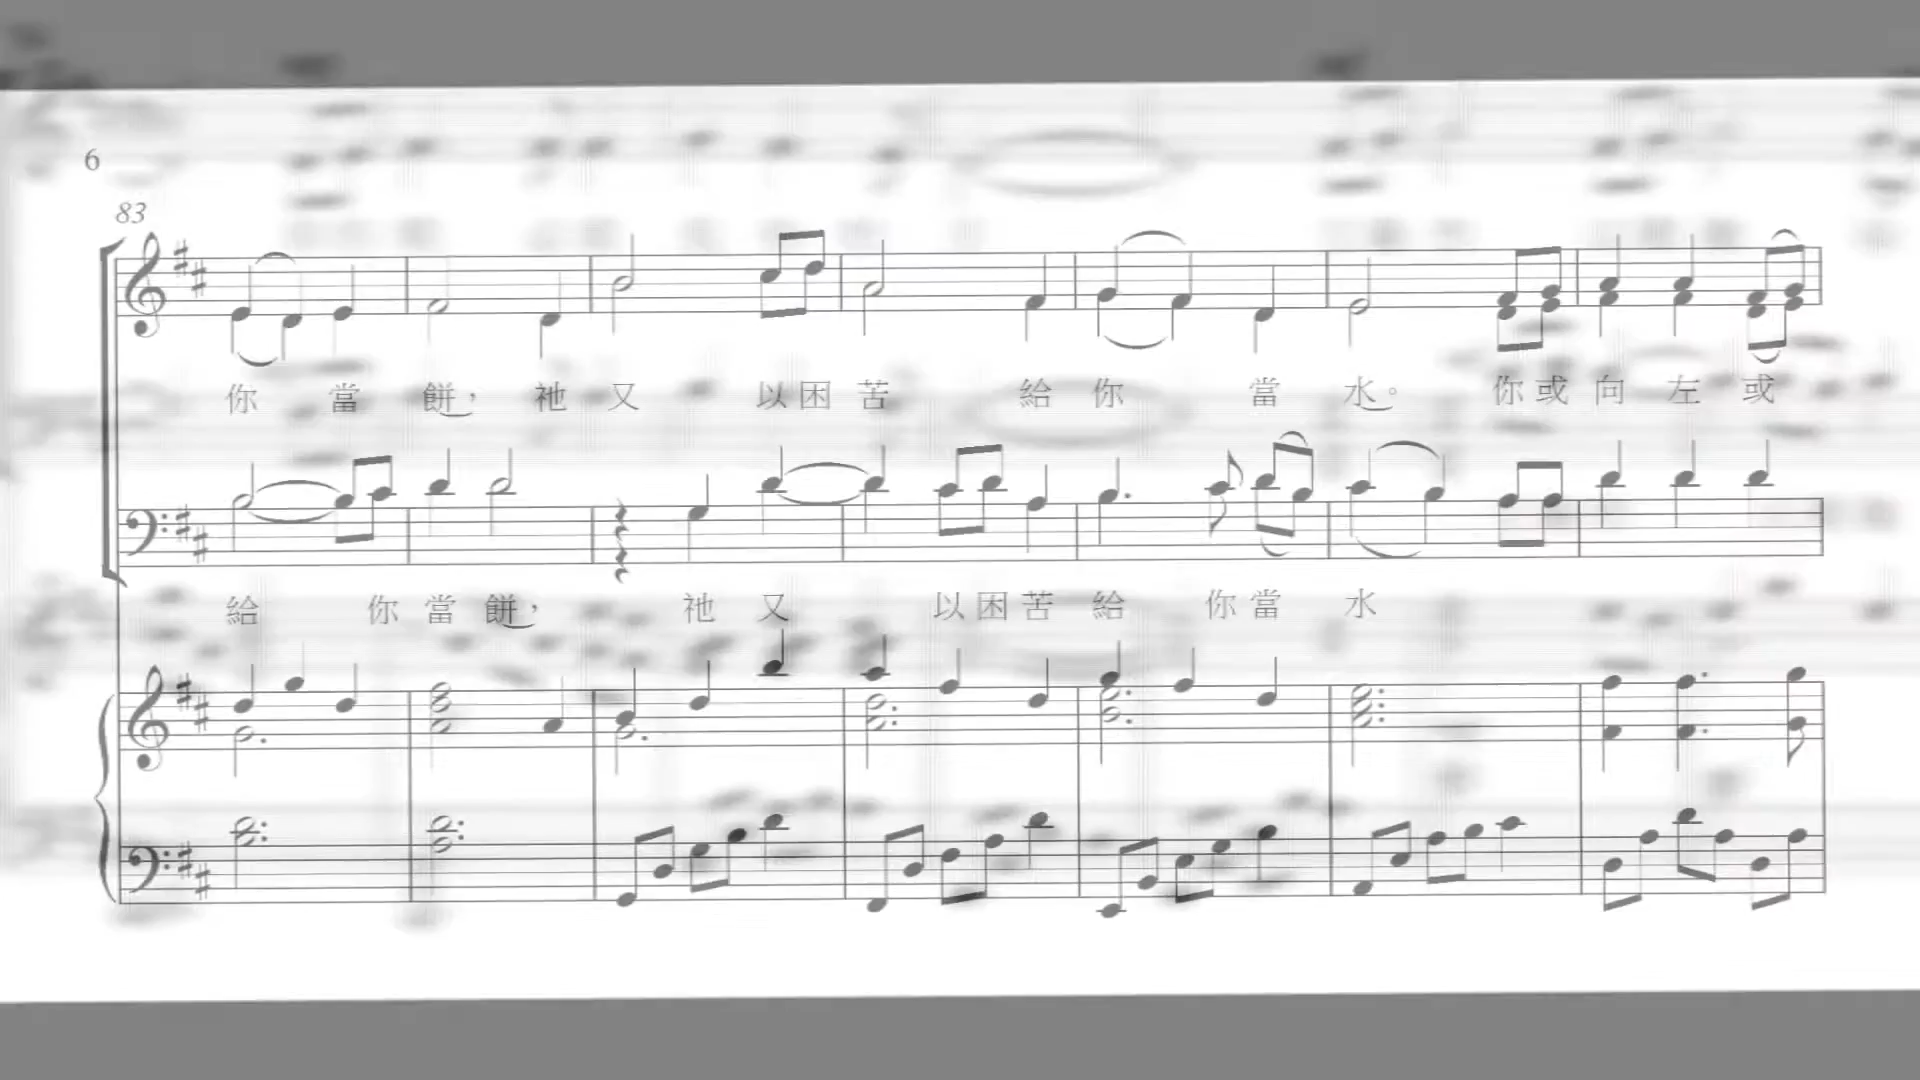 6
83
你 當 餅， 祂 又 以 困 苦 給 你 當 水。 你 或 向 左 或
給 你 當 餅， 祂 又 以 困 苦 給 你 當 水